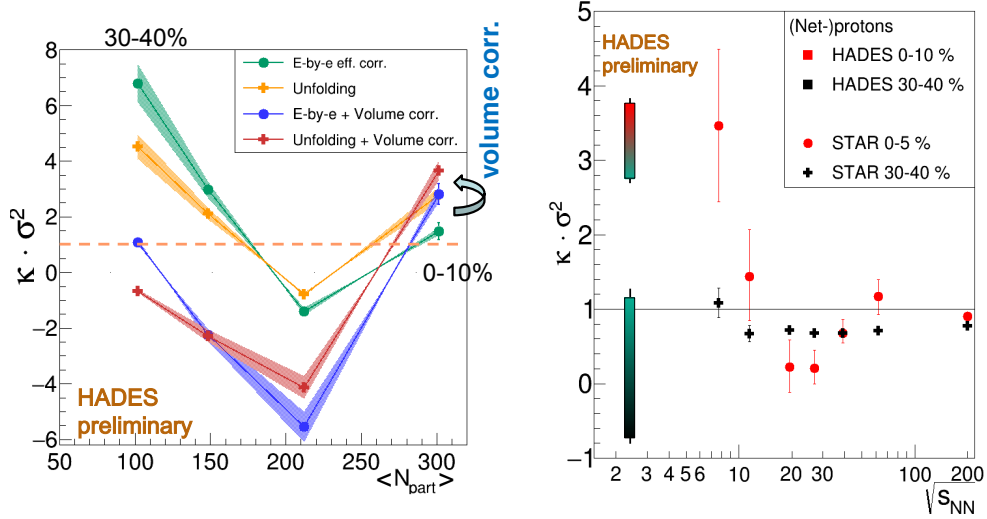 30-40%
8
6
4
2
0
−2
−4
−6
κ · σ²
E-by-e eff. corr.
Unfolding
E-by-e + Volume corr.
Unfolding + Volume corr.
volume corr.
0-10%
HADES
preliminary
50 100 150 200 250 300
<N_part>
5
4
3
2
1
0
−1
κ · σ²
HADES
preliminary
(Net-)protons
HADES 0-10 %
HADES 30-40 %
STAR 0-5 %
STAR 30-40 %
2 3 4 5 6 10 20 30 100 200
√s_NN